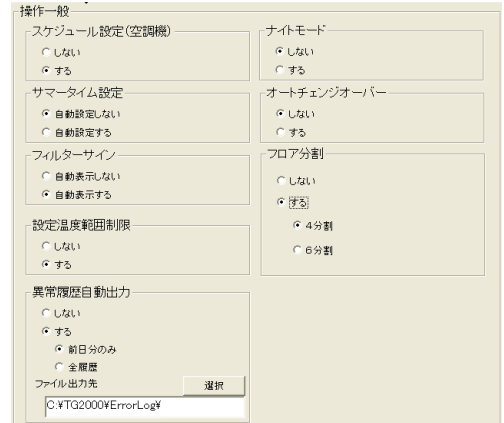 操作一般
スケジュール設定(空調機)
しない
する
サマータイム設定
自動設定しない
自動設定する
フィルターサイン
自動表示しない
自動表示する
設定温度範囲制限
しない
する
異常履歴自動出力
しない
する
前日分のみ
全履歴
ファイル出力先
選択
C:¥TG2000¥ErrorLog¥
ナイトモード
しない
する
オートチェンジオーバー
しない
する
フロア分割
しない
する
4分割
6分割